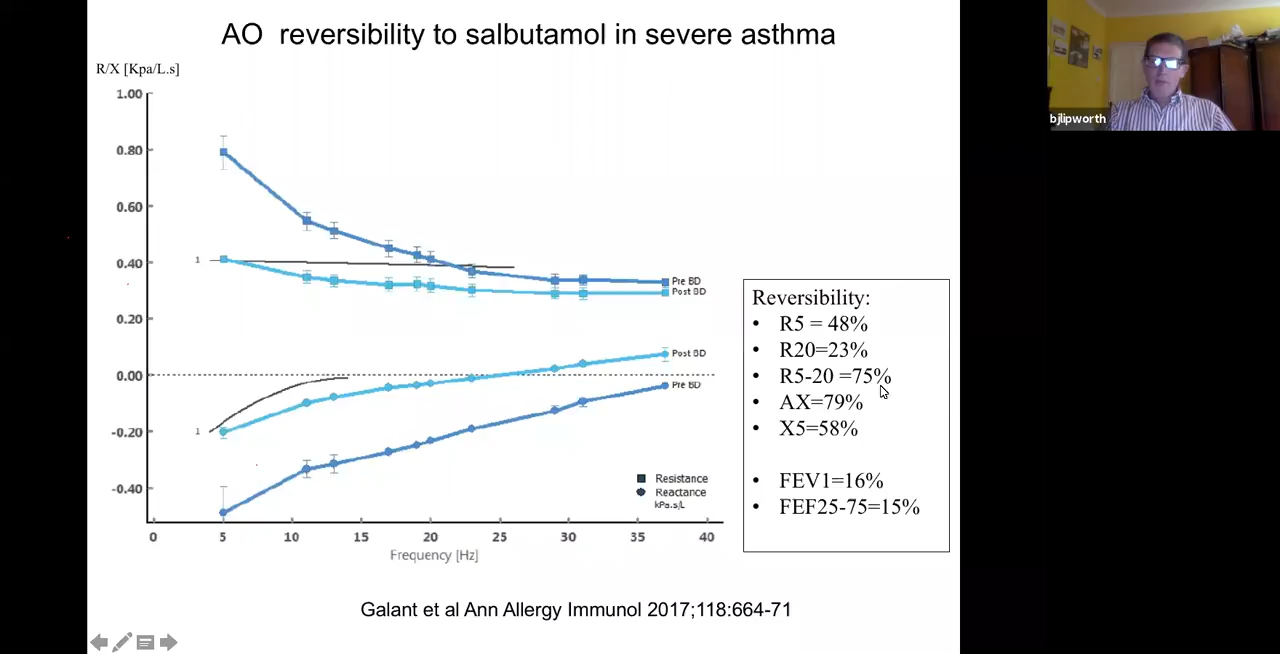 AO reversibility to salbutamol in severe asthma
R/X [Kpa/L.s]
1.00
0.80
0.60
0.40
0.20
0.00
-0.20
-0.40
1
1
Pre BD
Post BD
Post BD
Pre BD
Resistance
Reactance
kPa.s/L
0 5 10 15 20 25 30 35 40
Frequency [Hz]
Reversibility:
• R5 = 48%
• R20=23%
• R5-20 =75%
• AX=79%
• X5=58%
• FEV1=16%
• FEF25-75=15%
Galant et al Ann Allergy Immunol 2017;118:664-71
bjlipworth